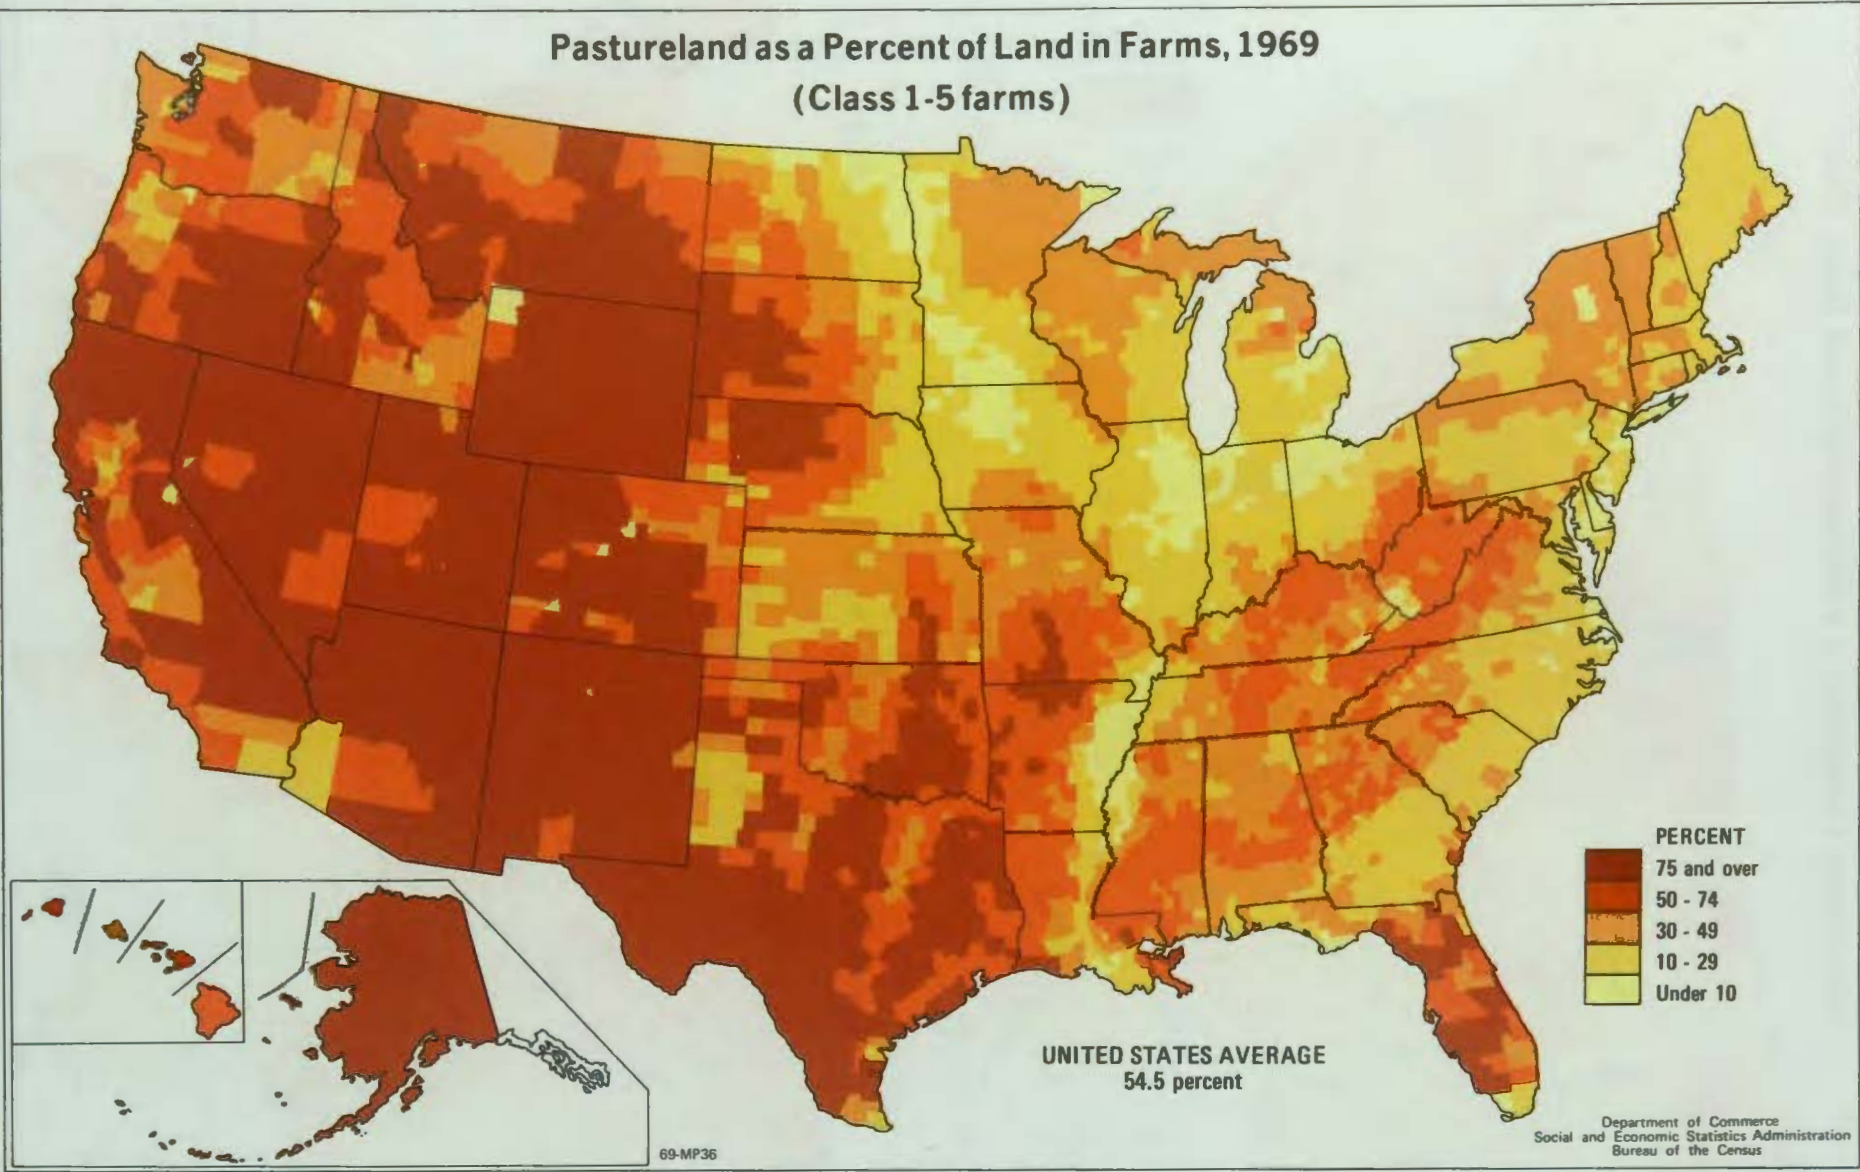 Pastureland as a Percent of Land in Farms, 1969
(Class 1-5 farms)
PERCENT
75 and over
50 - 74
30 - 49
10 - 29
Under 10
UNITED STATES AVERAGE
54.5 percent
69-MP36
Department of Commerce
Social and Economic Statistics Administration
Bureau of the Census